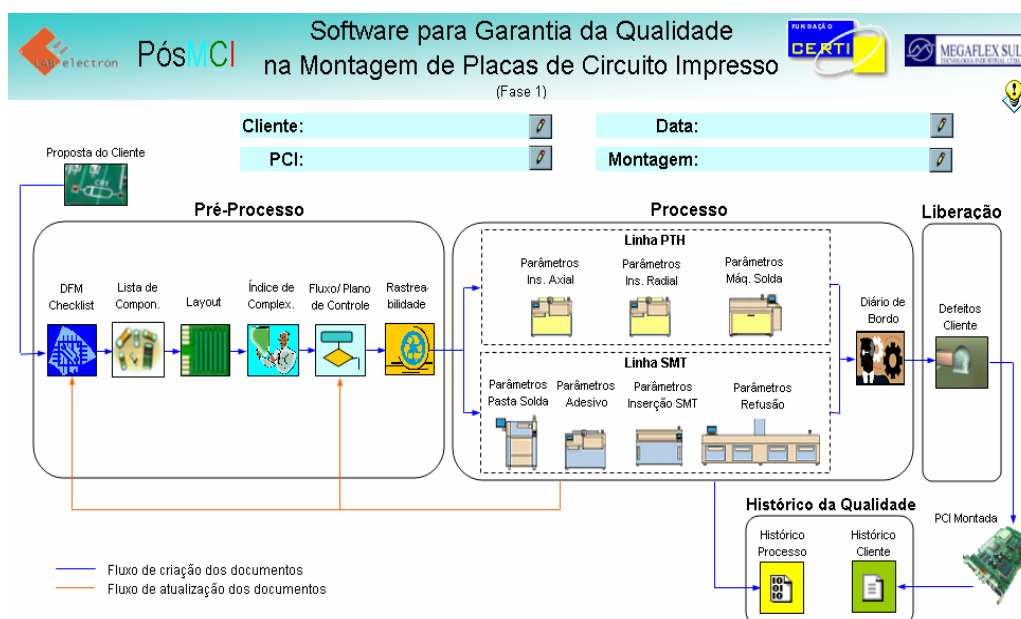 LABelectron
PósMCI
Software para Garantia da Qualidade
na Montagem de Placas de Circuito Impresso
(Fase 1)
FUNDAÇÃO
CERTI
MEGAFLEX SUL
TECNOLOGIA INDUSTRIAL LTDA
Cliente:
Data:
PCI:
Montagem:
Proposta do Cliente
Pré-Processo
Processo
Liberação
DFM
Checklist
Lista de
Compon.
Layout
Índice de
Complex.
Fluxo/ Plano
de Controle
Rastrea-
bilidade
Linha PTH
Parâmetros
Ins. Axial
Parâmetros
Ins. Radial
Parâmetros
Máq. Solda
Linha SMT
Parâmetros
Pasta Solda
Parâmetros
Adesivo
Parâmetros
Inserção SMT
Parâmetros
Refusão
Diário de
Bordo
Defeitos
Cliente
Histórico da Qualidade
Histórico
Processo
Histórico
Cliente
PCI Montada
Fluxo de criação dos documentos
Fluxo de atualização dos documentos